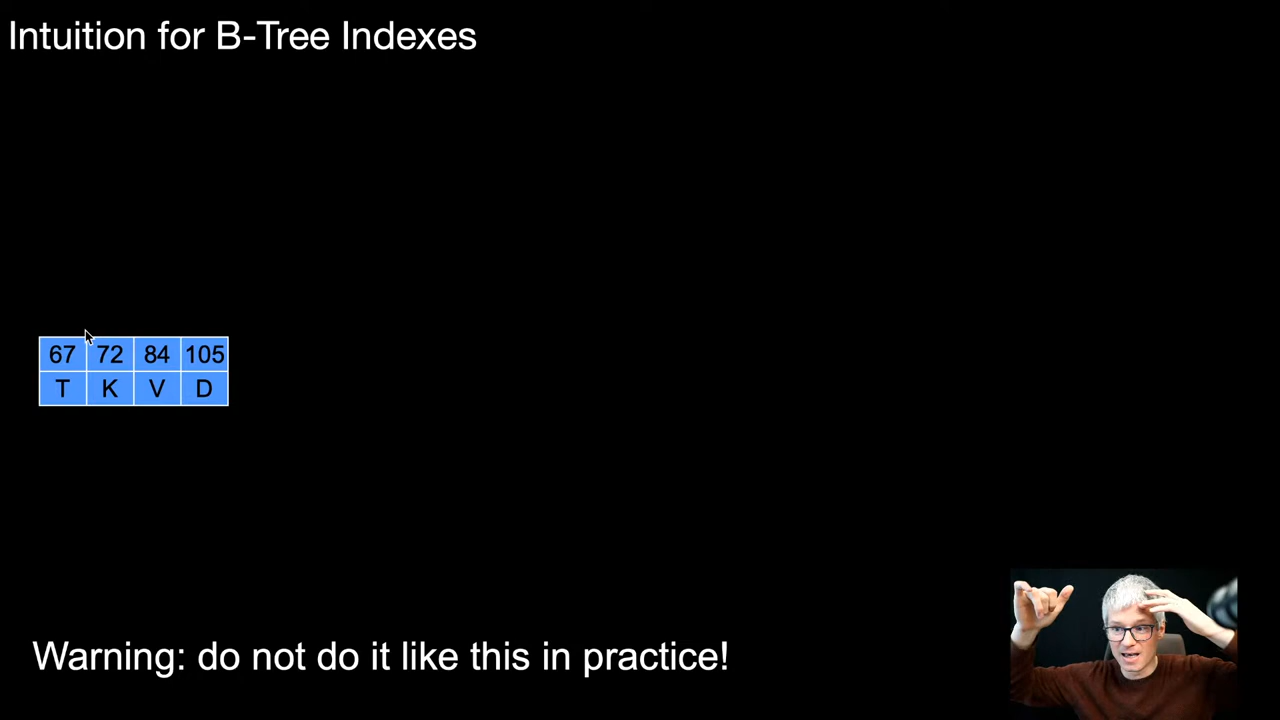 Intuition for B-Tree Indexes
67 72 84 105
T K V D
Warning: do not do it like this in practice!